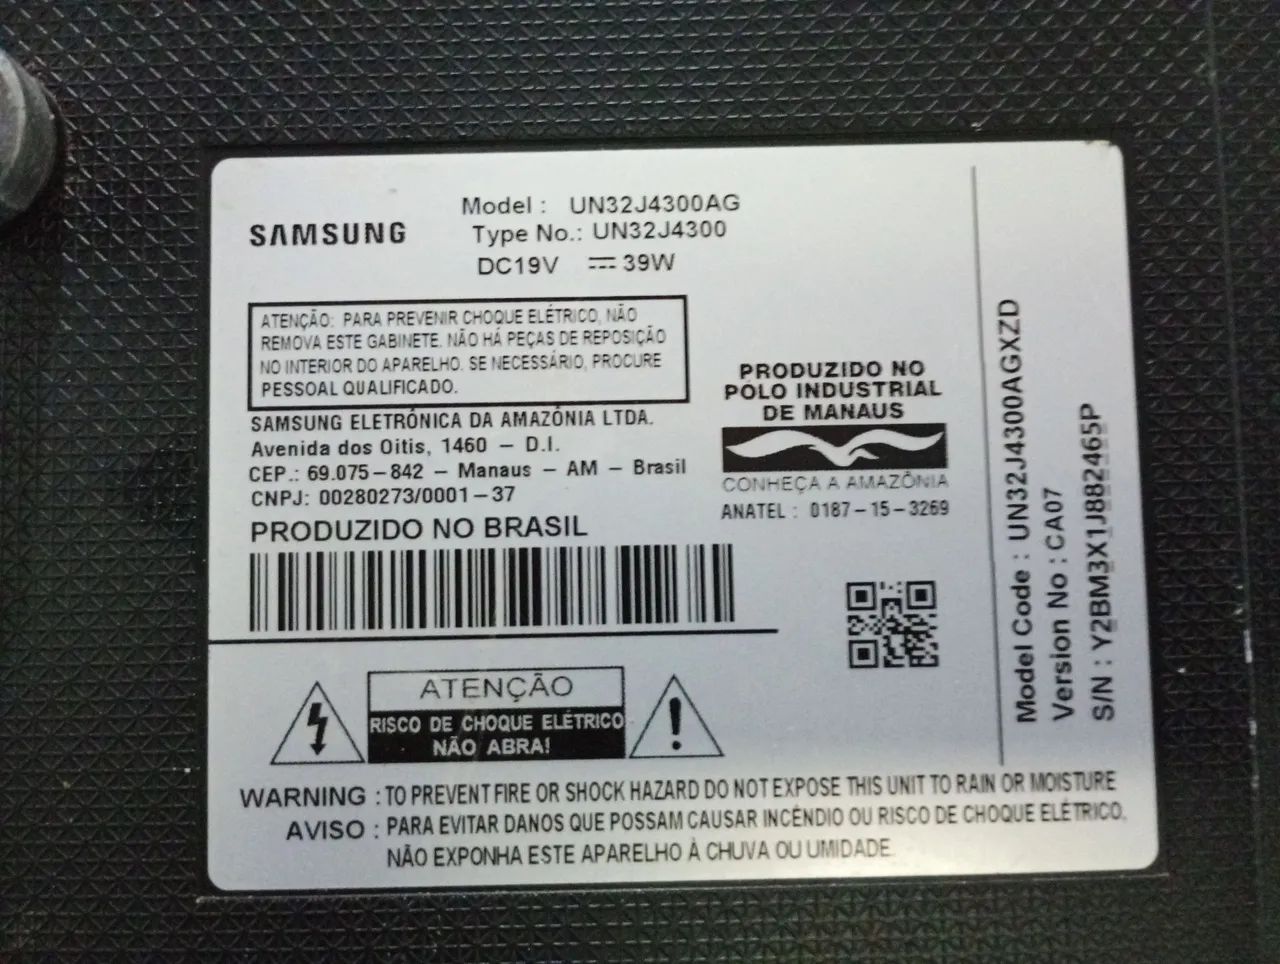 SAMSUNG
Model : UN32J4300AG
Type No.: UN32J4300
DC19V ⎓ 39W
ATENÇÃO: PARA PREVENIR CHOQUE ELÉTRICO, NÃO
REMOVA ESTE GABINETE. NÃO HÁ PEÇAS DE REPOSIÇÃO
NO INTERIOR DO APARELHO. SE NECESSÁRIO, PROCURE
PESSOAL QUALIFICADO.
SAMSUNG ELETRÓNICA DA AMAZÔNIA LTDA.
Avenida dos Oitis, 1460 – D.I.
CEP.: 69.075–842 – Manaus – AM – Brasil
CNPJ: 00280273/0001–37
PRODUZIDO NO BRASIL
PRODUZIDO NO
PÓLO INDUSTRIAL
DE MANAUS
CONHEÇA A AMAZÔNIA
ANATEL : 0187–15–3269
Model Code : UN32J4300AGXZD
Version No : CA07
S/N : Y2BM3X1J882465P
ATENÇÃO
RISCO DE CHOQUE ELÉTRICO
NÃO ABRA!
WARNING : TO PREVENT FIRE OR SHOCK HAZARD DO NOT EXPOSE THIS UNIT TO RAIN OR MOISTURE
AVISO : PARA EVITAR DANOS QUE POSSAM CAUSAR INCÊNDIO OU RISCO DE CHOQUE ELÉTRICO.
NÃO EXPONHA ESTE APARELHO À CHUVA OU UMIDADE.